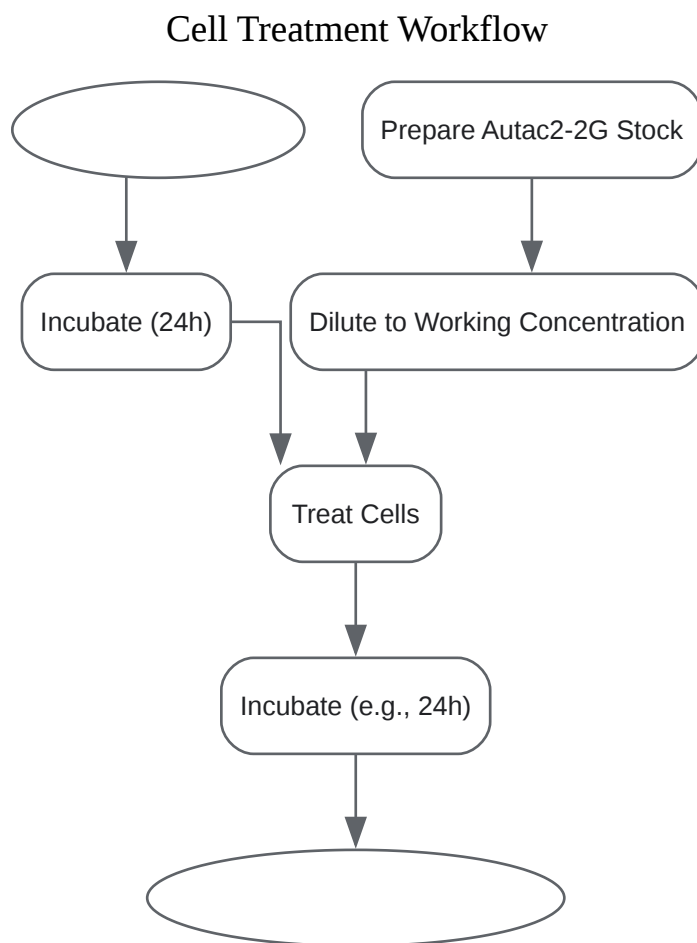 Cell Treatment Workflow
Prepare Autac2-2G Stock
Incubate (24h)
Dilute to Working Concentration
Treat Cells
Incubate (e.g., 24h)